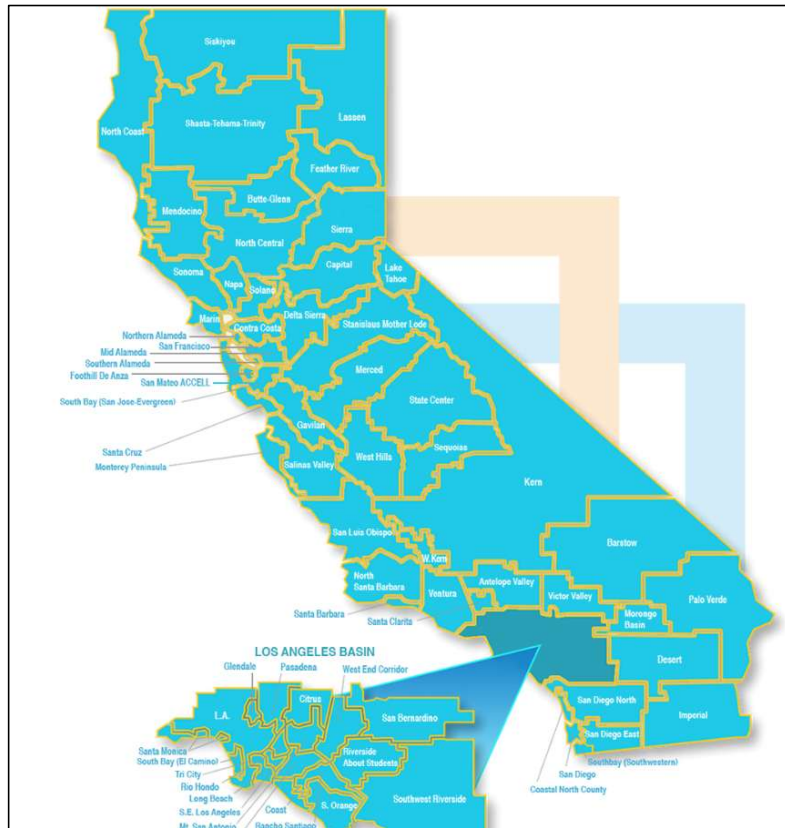 Siskiyou
Lassen
North Coast
Shasta-Tehama-Trinity
Feather River
Butte-Glenn
Mendocino
Sierra
North Central
Capital
Lake
Tahoe
Sonoma
Napa
Solano
Delta Sierra
Marin
Contra Costa
Stanislaus Mother Lode
Northern Alameda
San Francisco
Mid Alameda
Southern Alameda
Foothill De Anza
San Mateo ACCELL
South Bay (San Jose-Evergreen)
Merced
State Center
Gavilan
Santa Cruz
Monterey Peninsula
Salinas Valley
West Hills
Sequoias
Kern
San Luis Obispo
Barstow
W.Kern
North
Santa Barbara
Ventura
Antelope Valley
Victor Valley
Palo Verde
Morongo
Basin
Santa Barbara
Santa Clarita
Desert
LOS ANGELES BASIN
Glendale
Pasadena
West End Corridor
L.A.
Citrus
San Bernardino
San Diego North
Imperial
San Diego East
Southbay (Southwestern)
San Diego
Coastal North County
Santa Monica
South Bay (El Camino)
Tri City
Rio Hondo
Long Beach
S.E. Los Angeles
Mt. San Antonio
Riverside
About Students
Southwest Riverside
Coast
S. Orange
Rancho Santiago